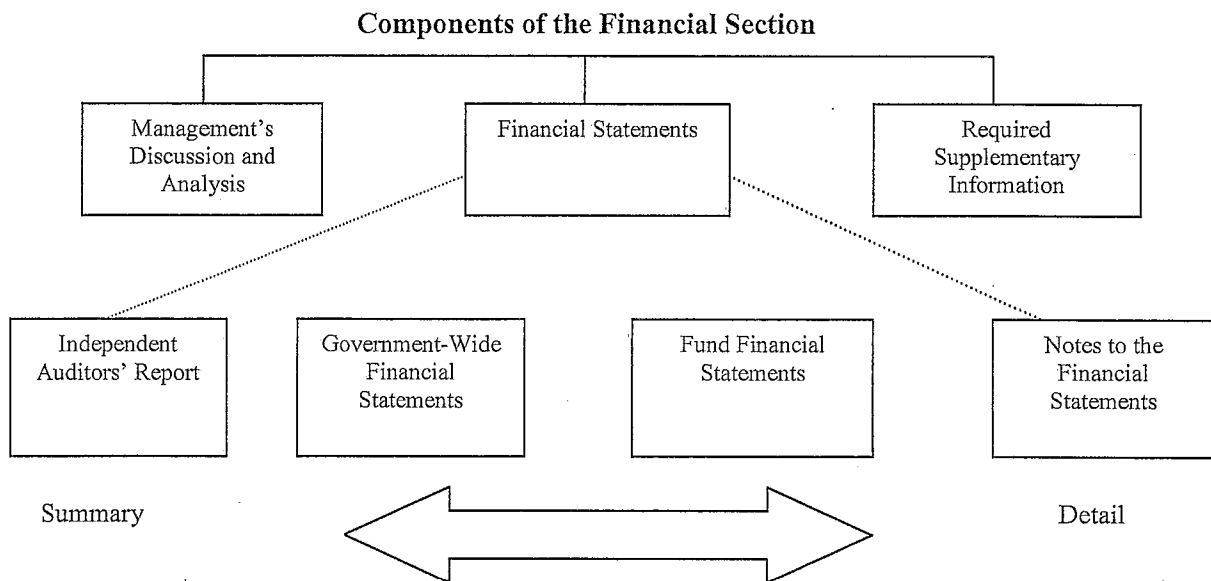 Components of the Financial Section
Management's
Discussion and
Analysis
Financial Statements
Required
Supplementary
Information
Independent
Auditors' Report
Government-Wide
Financial
Statements
Fund Financial
Statements
Notes to the
Financial
Statements
Summary
Detail